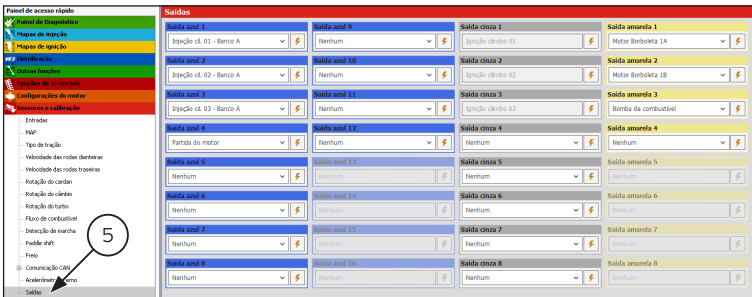 Painel de acesso rápido
Painel de Diagnóstico
Mapas de injeção
Mapas de ignição
Eletrificação
Outras funções
Funções de arrancada
Configurações do motor
Sensores e calibração
Entradas
MAP
Tipo de tração
Velocidade das rodas dianteiras
Velocidade das rodas traseiras
Rotação do cardan
Rotação do câmbio
Rotação do turbo
Fluxo de combustível
Detecção de marcha
Paddle shift
Freio
Comunicação CAN
Acelerômetro
Saídas
5
Saídas
Saída azul 1
Injeção cil. 01 - Banco A
Saída azul 2
Injeção cil. 02 - Banco A
Saída azul 3
Injeção cil. 03 - Banco A
Saída azul 4
Partida do motor
Saída azul 5
Nenhum
Saída azul 6
Nenhum
Saída azul 7
Nenhum
Saída azul 8
Nenhum
Saída azul 9
Nenhum
Saída azul 10
Nenhum
Saída azul 11
Nenhum
Saída azul 12
Nenhum
Saída azul 13
Nenhum
Saída azul 14
Nenhum
Saída azul 15
Nenhum
Saída azul 16
Nenhum
Saída cinza 1
Ignição cilindro 01
Saída cinza 2
Ignição cilindro 02
Saída cinza 3
Ignição cilindro 03
Saída cinza 4
Nenhum
Saída cinza 5
Nenhum
Saída cinza 6
Nenhum
Saída cinza 7
Nenhum
Saída cinza 8
Nenhum
Saída amarela 1
Motor Borboleta 1A
Saída amarela 2
Motor Borboleta 1B
Saída amarela 3
Bomba de combustível
Saída amarela 4
Nenhum
Saída amarela 5
Nenhum
Saída amarela 6
Nenhum
Saída amarela 7
Nenhum
Saída amarela 8
Nenhum